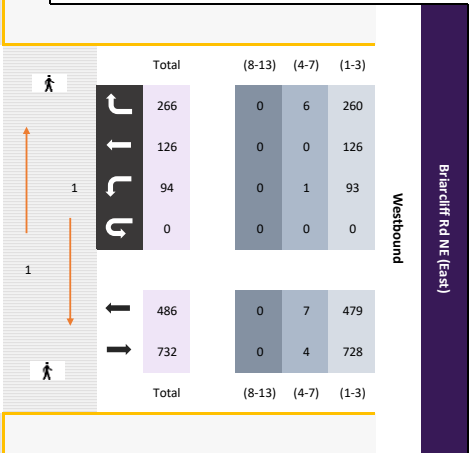 Total (8-13) (4-7) (1-3)
266 0 6 260
126 0 0 126
1 94 0 1 93
0 0 0 0
1
486 0 7 479
732 0 4 728
Total (8-13) (4-7) (1-3)
Westbound
Briarcliff Rd NE (East)